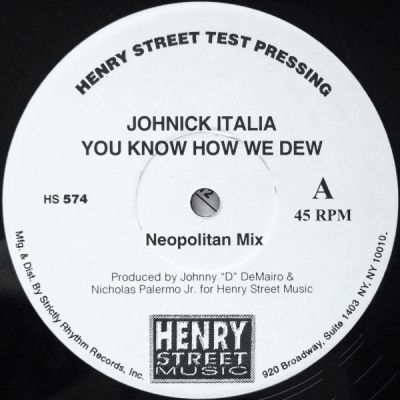 HENRY STREET TEST PRESSING
JOHNICK ITALIA
YOU KNOW HOW WE DEW
HS 574
A
45 RPM
Neopolitan Mix
Produced by Johnny "D" DeMairo &
Nicholas Palermo Jr. for Henry Street Music
HENRY
STREET
MUSIC
Mfg. & Dist. By Strictly Rhythm Records, Inc.
920 Broadway, Suite 1403 NY, NY 10010.